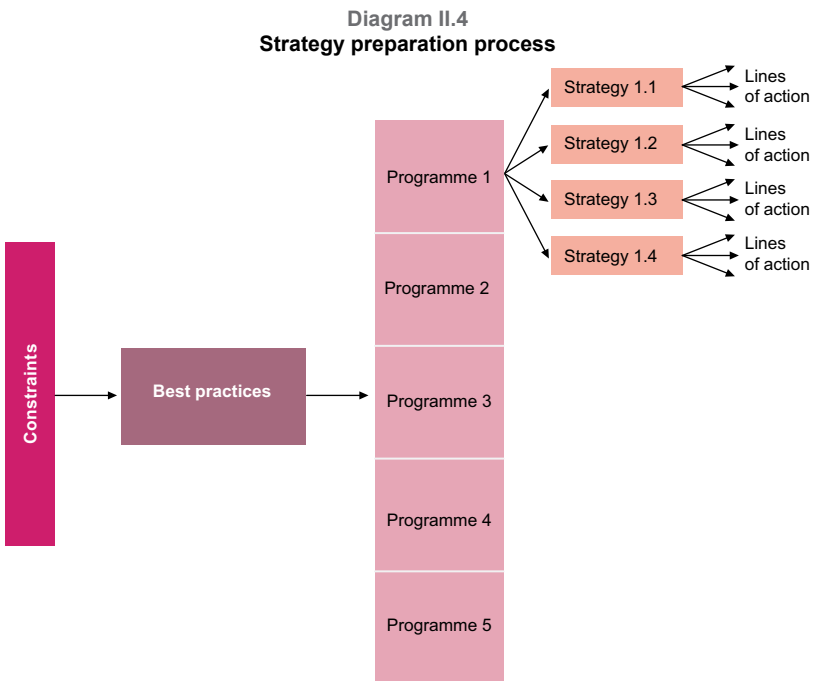 Diagram II.4
Strategy preparation process
Constraints
Best practices
Programme 1
Programme 2
Programme 3
Programme 4
Programme 5
Strategy 1.1
Lines
of action
Strategy 1.2
Lines
of action
Strategy 1.3
Lines
of action
Strategy 1.4
Lines
of action